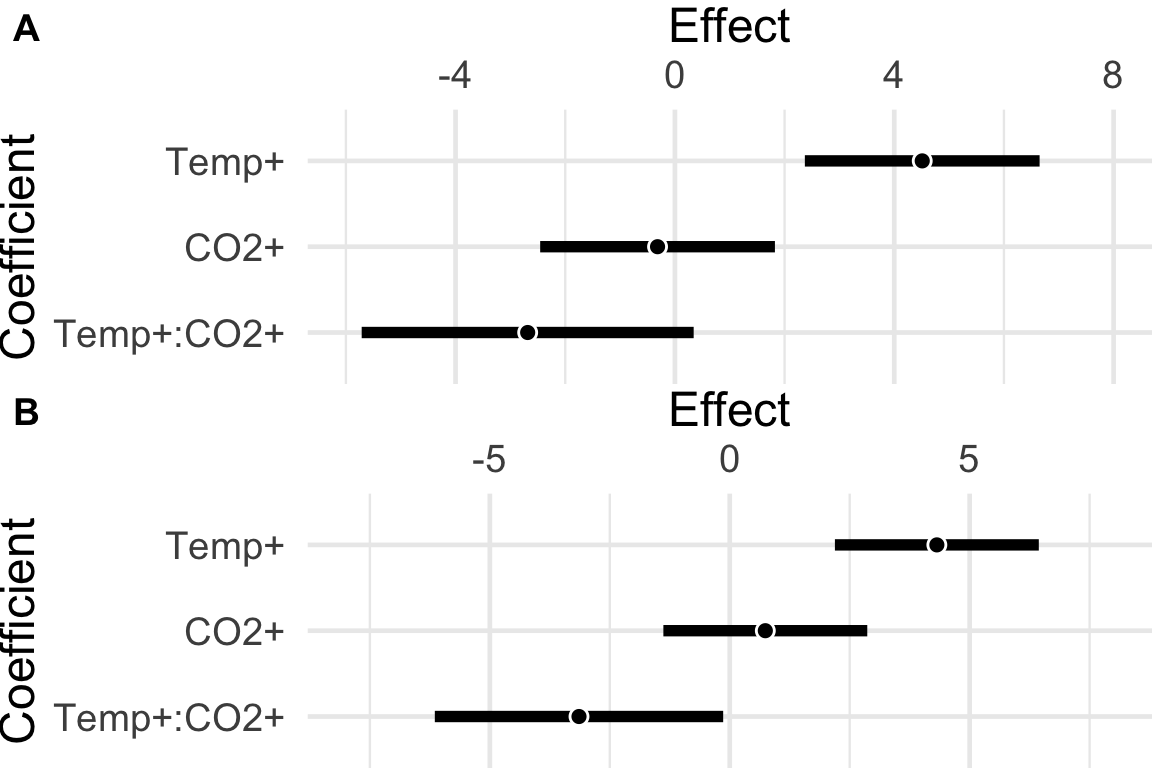 A
Effect
-4 0 4 8
Coefficient
Temp+
CO2+
Temp+:CO2+
B
Effect
-5 0 5
Coefficient
Temp+
CO2+
Temp+:CO2+